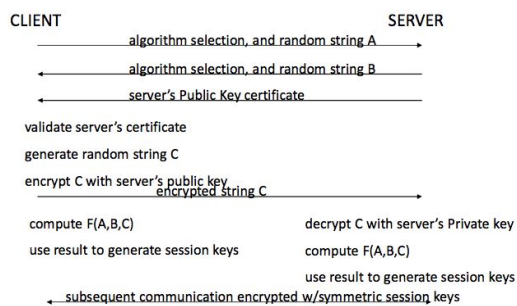 CLIENT SERVER
algorithm selection, and random string A
algorithm selection, and random string B
server's Public Key certificate
validate server's certificate
generate random string C
encrypt C with server's public key
encrypted string C
compute F(A,B,C) decrypt C with server's Private key
use result to generate session keys compute F(A,B,C)
use result to generate session keys
subsequent communication encrypted w/symmetric session keys